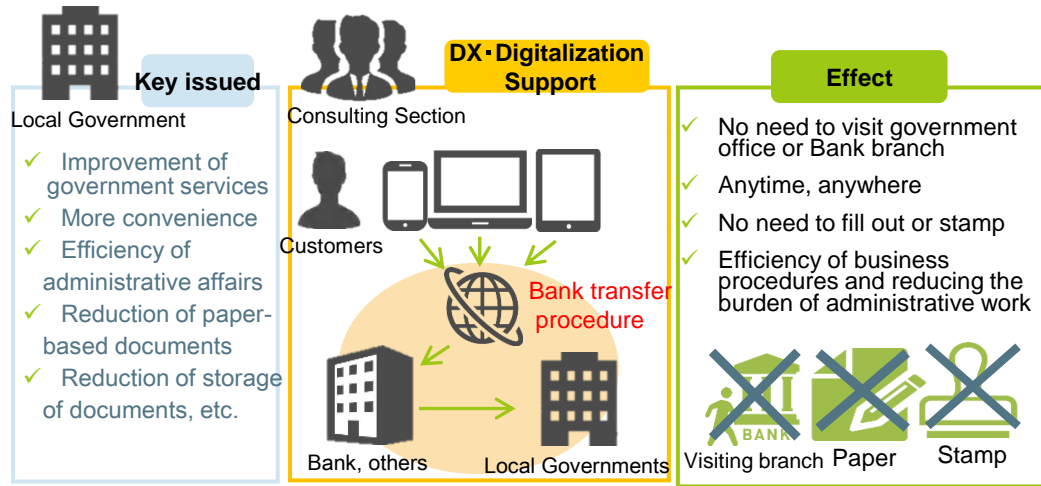 Key issued
Local Government
✓ Improvement of
government services
✓ More convenience
✓ Efficiency of
administrative affairs
✓ Reduction of paper-
based documents
✓ Reduction of storage
of documents, etc.
DX・Digitalization
Support
Consulting Section
Customers
Bank transfer
procedure
Bank, others
Local Governments
Effect
✓ No need to visit government
office or Bank branch
✓ Anytime, anywhere
✓ No need to fill out or stamp
✓ Efficiency of business
procedures and reducing the
burden of administrative work
BANK
Visiting branch
Paper
Stamp